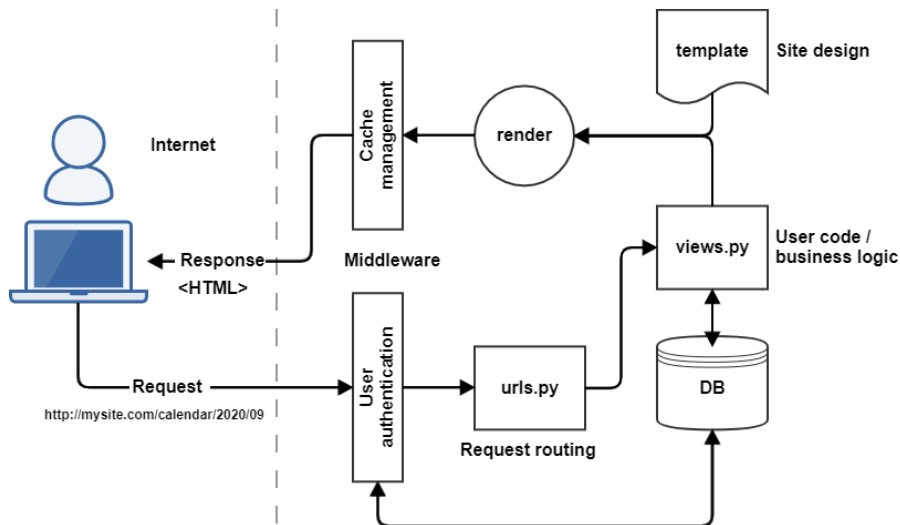 template
Site design
Cache
management
render
Internet
Response
<HTML>
Middleware
views.py
User code /
business logic
User
authentication
urls.py
Request routing
DB
Request
http://mysite.com/calendar/2020/09